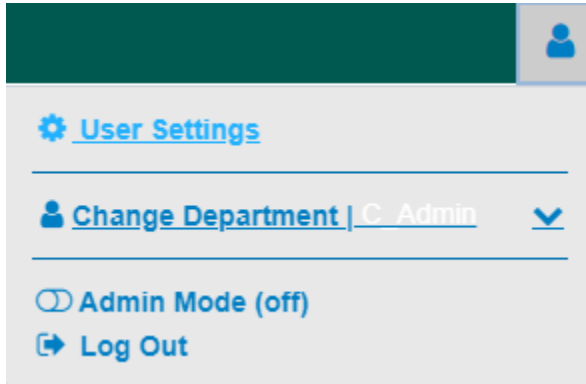 User Settings
Change Department | C_Admin
Admin Mode (off)
Log Out